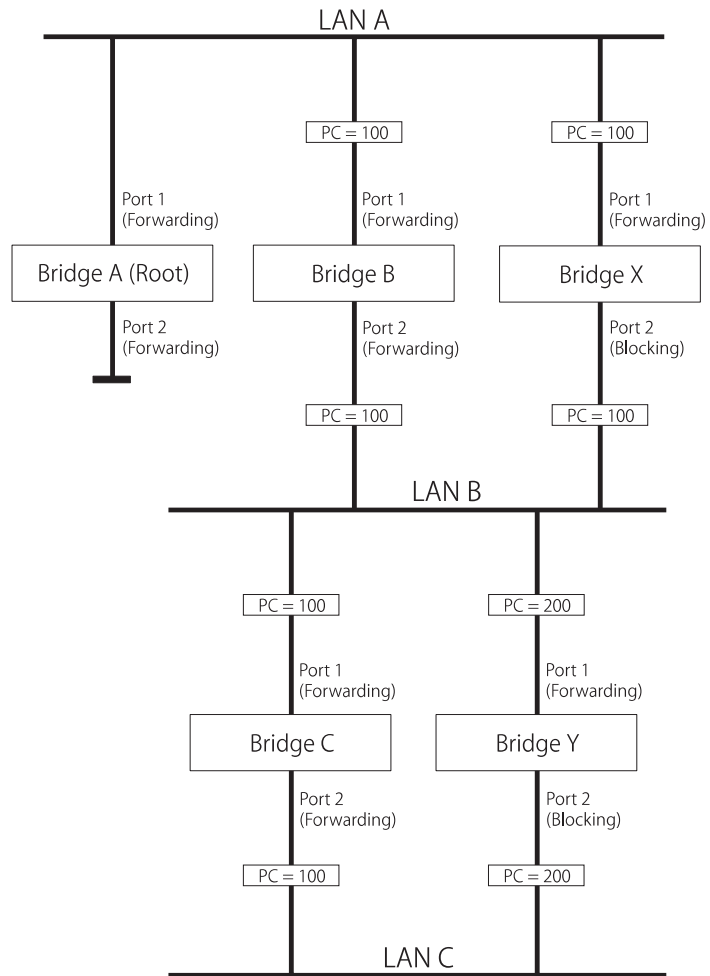 LAN A
PC = 100
PC = 100
Port 1
(Forwarding)
Port 1
(Forwarding)
Port 1
(Forwarding)
Bridge A (Root)
Bridge B
Bridge X
Port 2
(Forwarding)
Port 2
(Forwarding)
Port 2
(Blocking)
PC = 100
PC = 100
LAN B
PC = 100
PC = 200
Port 1
(Forwarding)
Port 1
(Forwarding)
Bridge C
Bridge Y
Port 2
(Forwarding)
Port 2
(Blocking)
PC = 100
PC = 200
LAN C